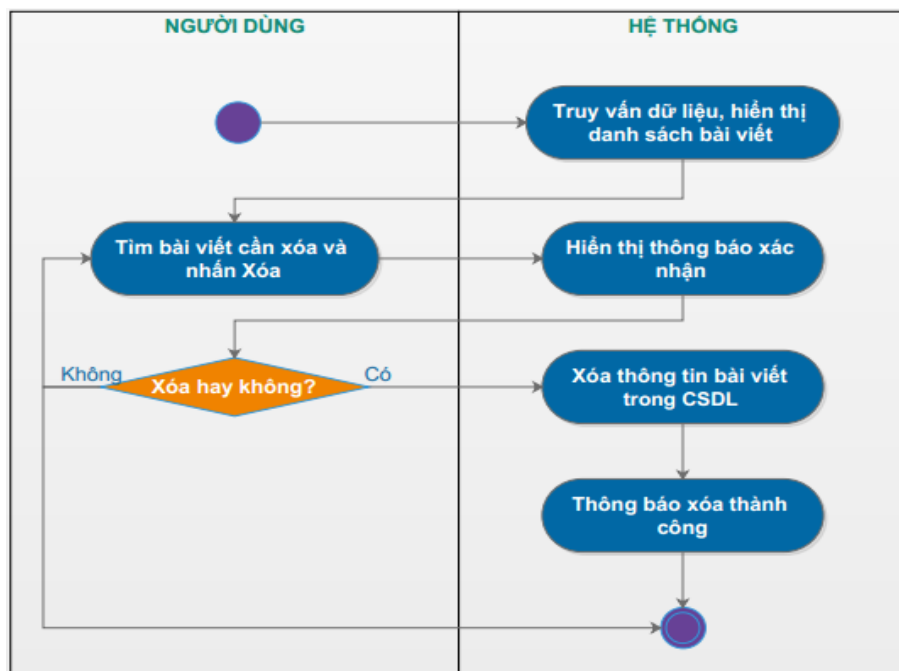 NGƯỜI DÙNG
HỆ THỐNG
Truy vấn dữ liệu, hiển thị
danh sách bài viết
Tìm bài viết cần xóa và
nhấn Xóa
Hiển thị thông báo xác
nhận
Không
Xóa hay không?
Có
Xóa thông tin bài viết
trong CSDL
Thông báo xóa thành
công